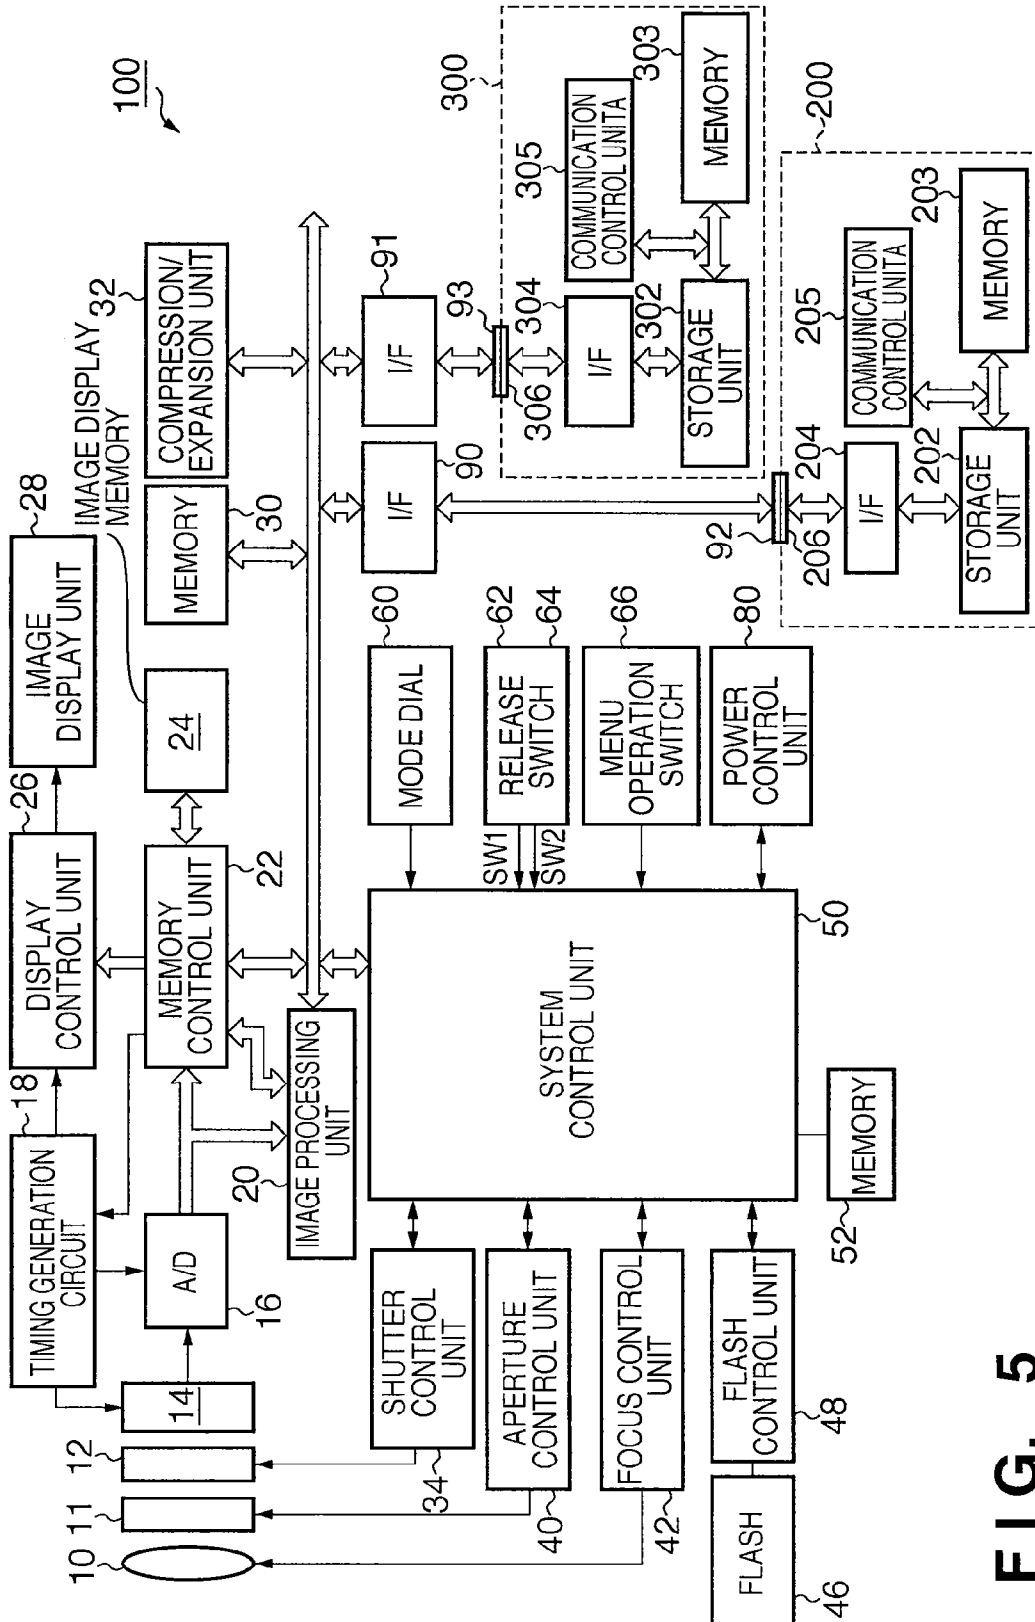 100
28
IMAGE DISPLAY
MEMORY
32
26
IMAGE
DISPLAY UNIT
18
DISPLAY
CONTROL UNIT
TIMING GENERATION
CIRCUIT
24
MEMORY
30
COMPRESSION/
EXPANSION UNIT
22
MEMORY
CONTROL UNIT
A/D
16
14
12
11
10
20
IMAGE PROCESSING
UNIT
91
I/F
90
I/F
93
306
304
I/F
300
305
COMMUNICATION
CONTROL UNITA
303
MEMORY
302
STORAGE
UNIT
92
206
204
I/F
200
205
COMMUNICATION
CONTROL UNITA
203
MEMORY
202
STORAGE
UNIT
60
MODE DIAL
62
64
RELEASE
SWITCH
SW1
SW2
66
MENU
OPERATION
SWITCH
80
POWER
CONTROL
UNIT
50
SYSTEM
CONTROL UNIT
52
MEMORY
SHUTTER
CONTROL
UNIT
34
APERTURE
CONTROL UNIT
40
FOCUS CONTROL
UNIT
42
FLASH
CONTROL UNIT
48
FLASH
46
FIG. 5